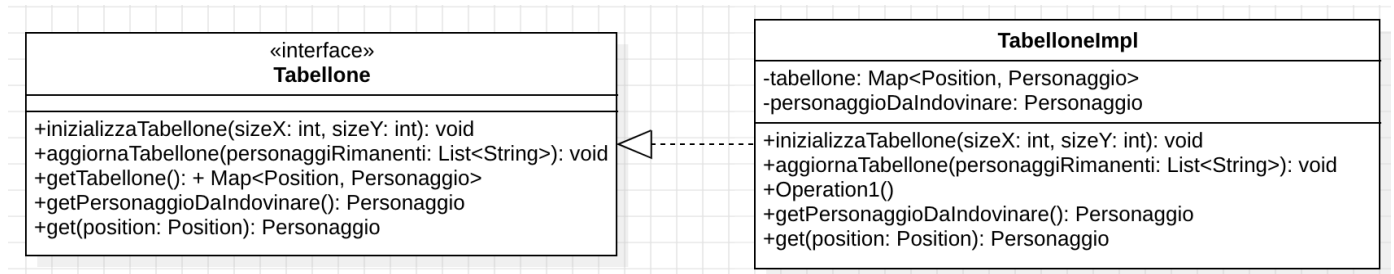 «interface»
Tabellone
+inizializzaTabellone(sizeX: int, sizeY: int): void
+aggiornaTabellone(personaggiRimanenti: List<String>): void
+getTabellone(): + Map<Position, Personaggio>
+getPersonaggioDaIndovinare(): Personaggio
+get(position: Position): Personaggio
TabelloneImpl
-tabellone: Map<Position, Personaggio>
-personaggioDaIndovinare: Personaggio
+inizializzaTabellone(sizeX: int, sizeY: int): void
+aggiornaTabellone(personaggiRimanenti: List<String>): void
+Operation1()
+getPersonaggioDaIndovinare(): Personaggio
+get(position: Position): Personaggio